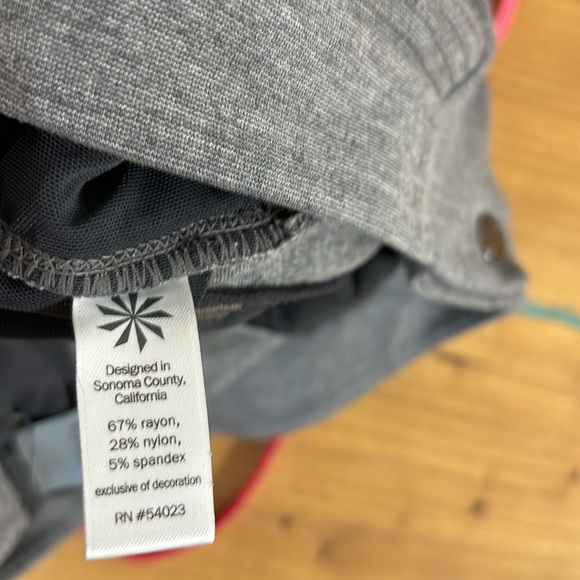 Designed in
Sonoma County,
California
67% rayon,
28% nylon,
5% spandex
exclusive of decoration
RN #54023